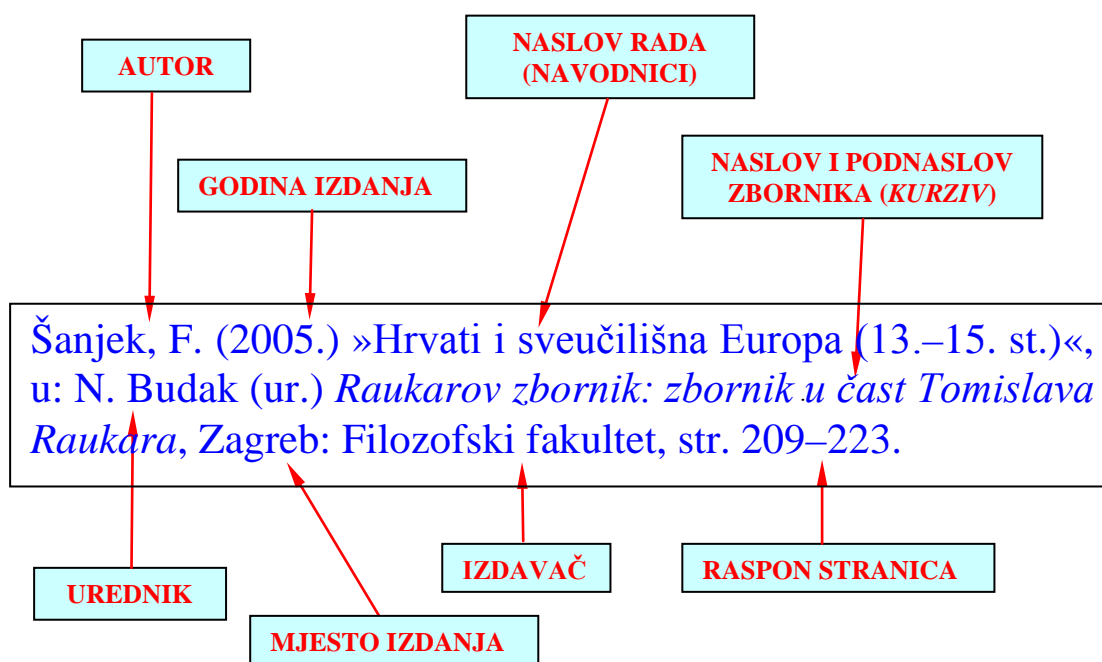 NASLOV RADA
(NAVODNICI)
AUTOR
NASLOV I PODNASLOV
ZBORNIKA (KURZIV)
GODINA IZDANJA
Šanjek, F. (2005.) »Hrvati i sveučilišna Europa (13.–15. st.)«,
u: N. Budak (ur.) Raukarov zbornik: zbornik u čast Tomislava
Raukara, Zagreb: Filozofski fakultet, str. 209–223.
IZDAVAČ
RASPON STRANICA
UREDNIK
MJESTO IZDANJA